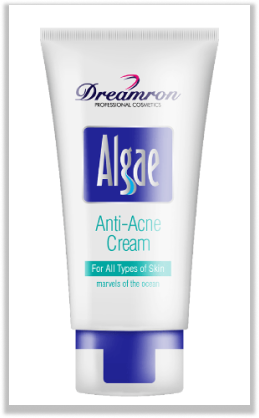 Dreamron
PROFESSIONAL COSMETICS
Algae
Anti-Acne
Cream
For All Types of Skin
marvels of the ocean